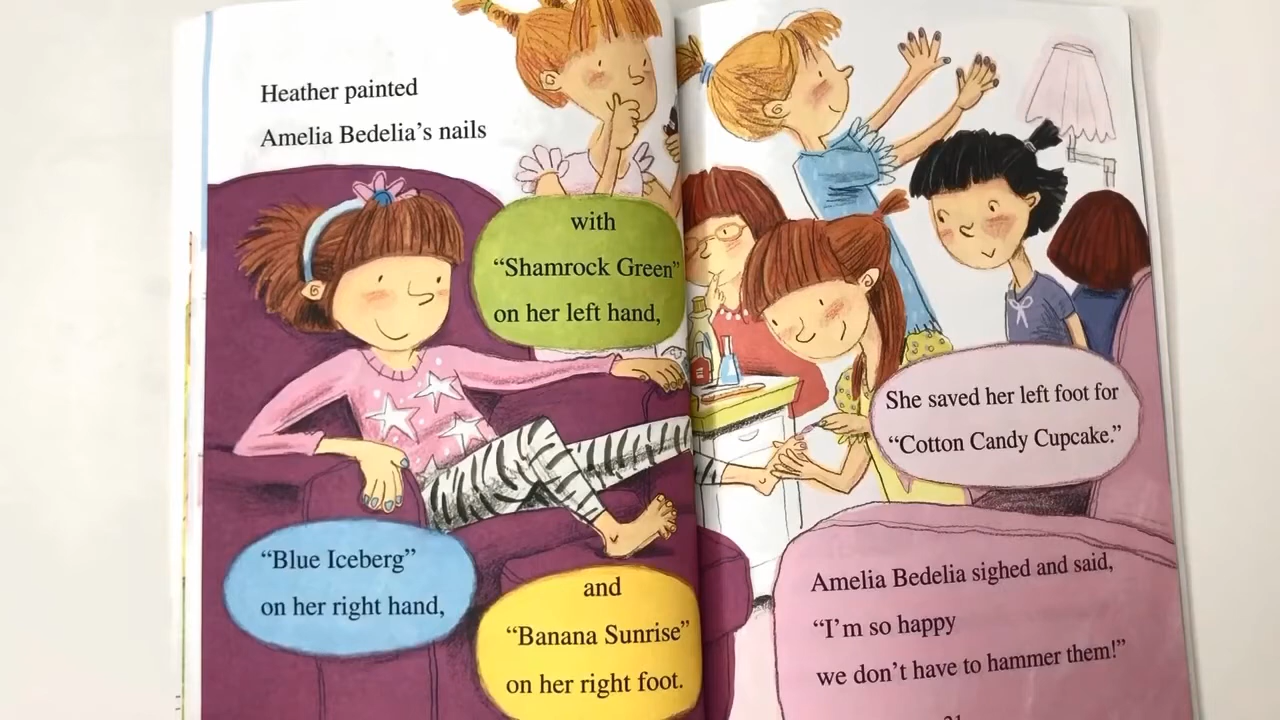 Heather painted
Amelia Bedelia's nails
with
“Shamrock Green”
on her left hand,
“Blue Iceberg”
on her right hand,
and
“Banana Sunrise”
on her right foot.
She saved her left foot for
“Cotton Candy Cupcake.”
Amelia Bedelia sighed and said,
“I'm so happy
we don't have to hammer them!”